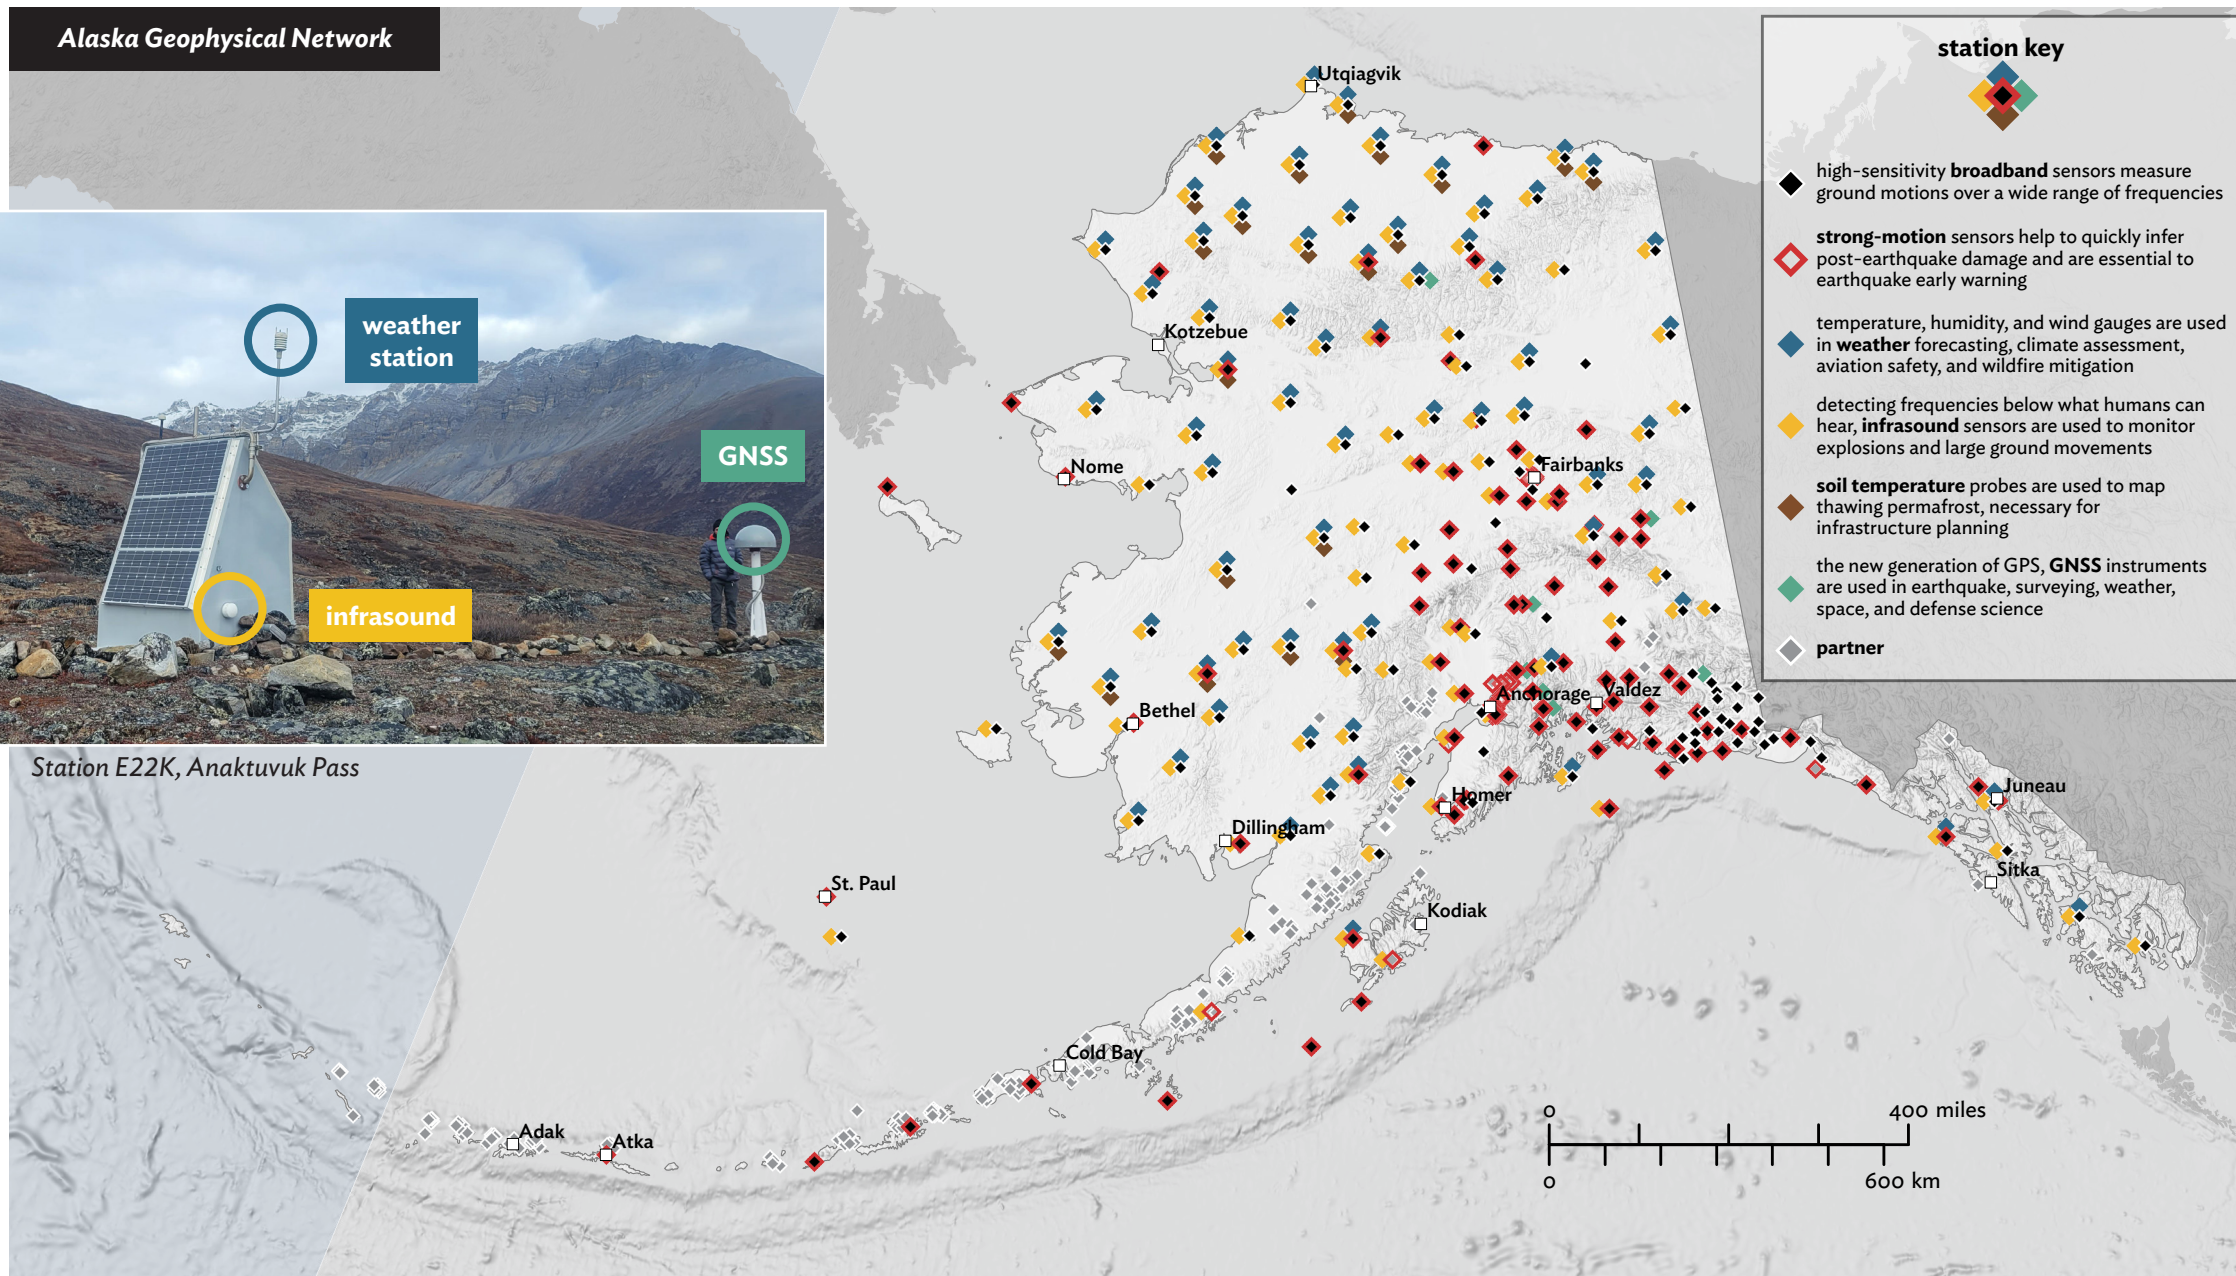 Alaska Geophysical Network
station key
high-sensitivity broadband sensors measure
ground motions over a wide range of frequencies
strong-motion sensors help to quickly infer
post-earthquake damage and are essential to
earthquake early warning
temperature, humidity, and wind gauges are used
in weather forecasting, climate assessment,
aviation safety, and wildfire mitigation
detecting frequencies below what humans can
hear, infrasound sensors are used to monitor
explosions and large ground movements
soil temperature probes are used to map
thawing permafrost, necessary for
infrastructure planning
the new generation of GPS, GNSS instruments
are used in earthquake, surveying, weather,
space, and defense science
partner
weather
station
GNSS
infrasound
Station E22K, Anaktuvuk Pass
Utqiagvik
Kotzebue
Nome
Fairbanks
Bethel
Anchorage
Valdez
Homer
Dillingham
Juneau
Sitka
St. Paul
Kodiak
Cold Bay
Adak
Atka
0
400 miles
0
600 km